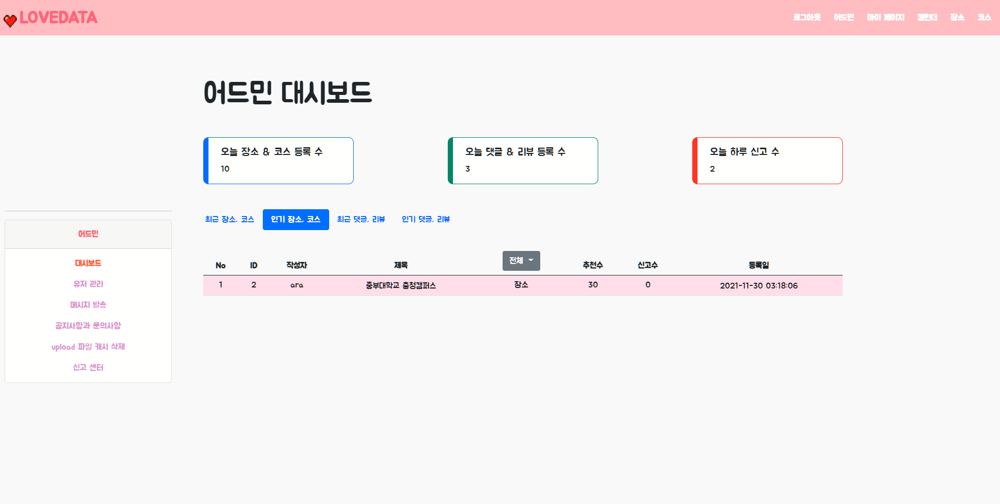 LOVEDATA
로그아웃 어드민 마이 페이지 캘린더 장소 코스
어드민 대시보드
오늘 장소 & 코스 등록 수
10
오늘 댓글 & 리뷰 등록 수
3
오늘 하루 신고 수
2
최근 장소, 코스 인기 장소, 코스 최근 댓글, 리뷰 인기 댓글, 리뷰
어드민
대시보드
유저 관리
메시지 발송
공지사항과 문의사항
upload 파일 캐시 삭제
신고 센터
No ID 작성자 제목 전체 추천수 신고수 등록일
1 2 ara 중부대학교 충청캠퍼스 장소 30 0 2021-11-30 03:18:06